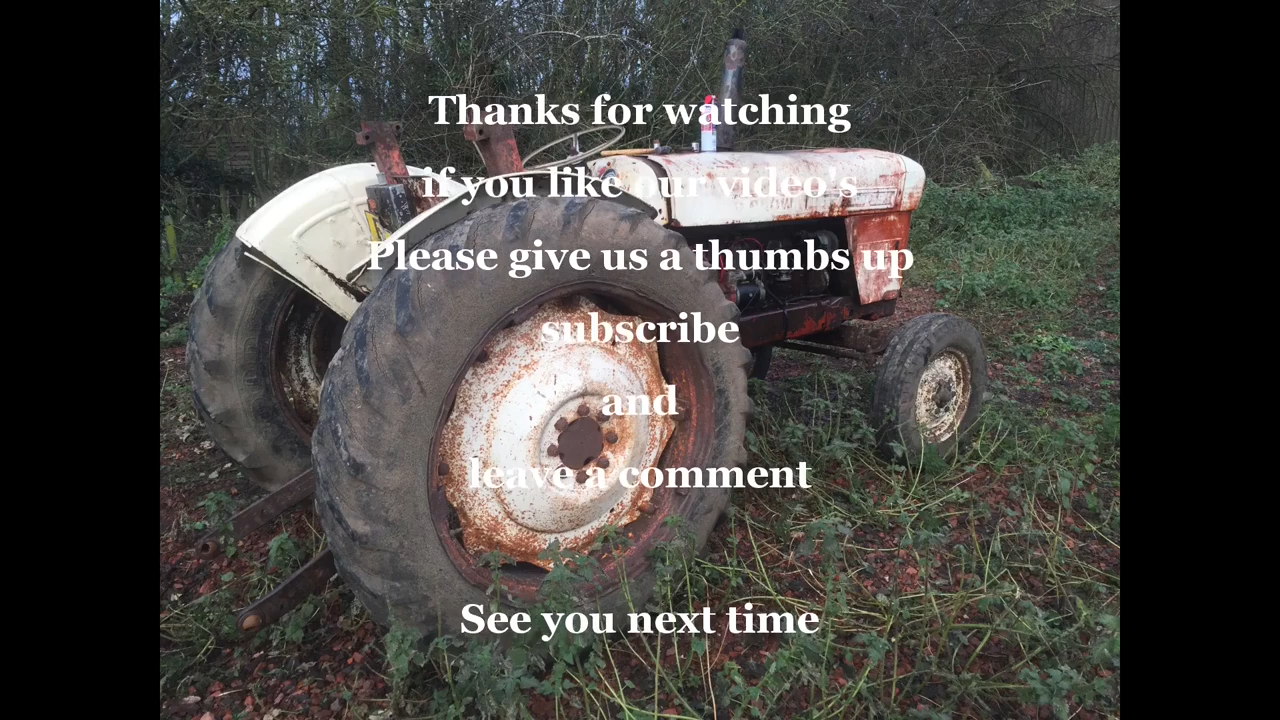 Thanks for watching
if you like our video's
Please give us a thumbs up
subscribe
and
leave a comment
See you next time